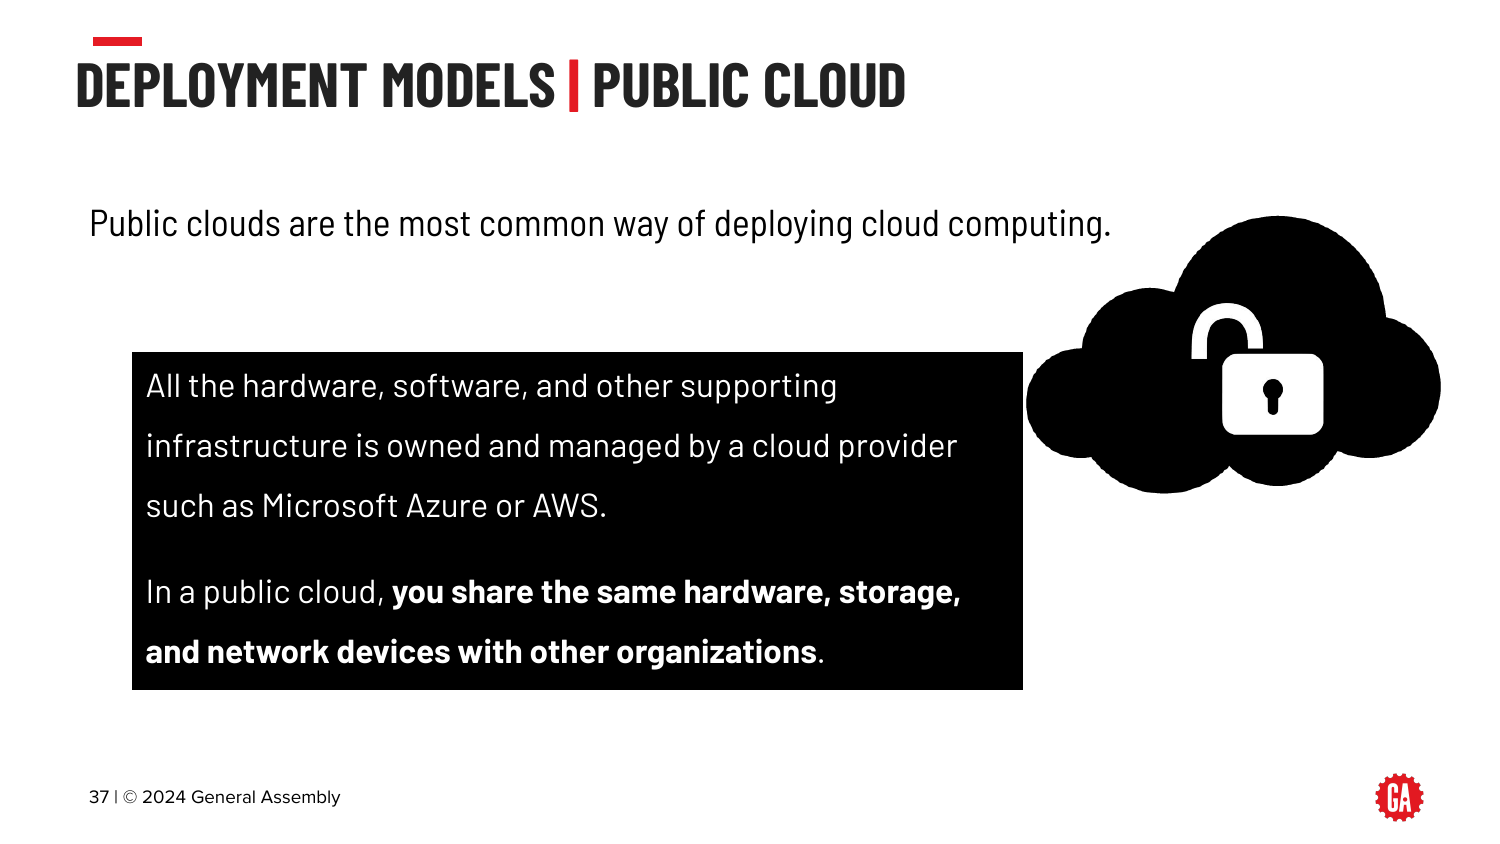 DEPLOYMENT MODELS | PUBLIC CLOUD
Public clouds are the most common way of deploying cloud computing.
All the hardware, software, and other supporting
infrastructure is owned and managed by a cloud provider
such as Microsoft Azure or AWS.
In a public cloud, you share the same hardware, storage,
and network devices with other organizations.
37 | © 2024 General Assembly
GA